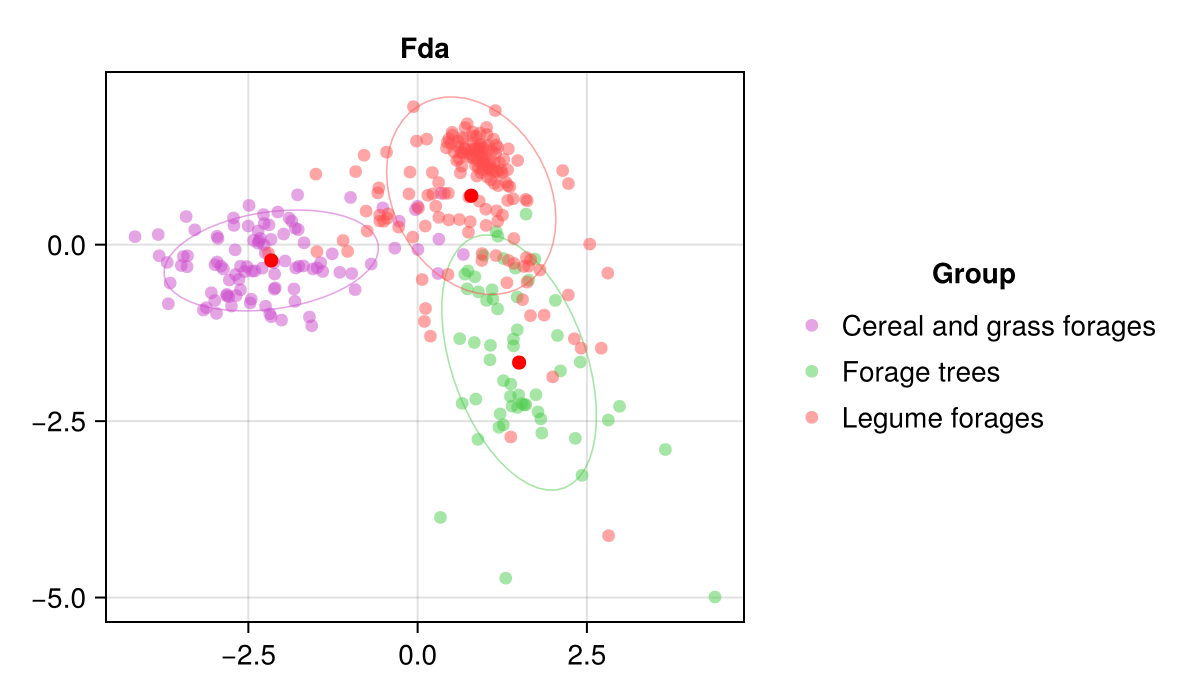 Fda
0.0
−2.5
−5.0
−2.5
0.0
2.5
Group
Cereal and grass forages
Forage trees
Legume forages